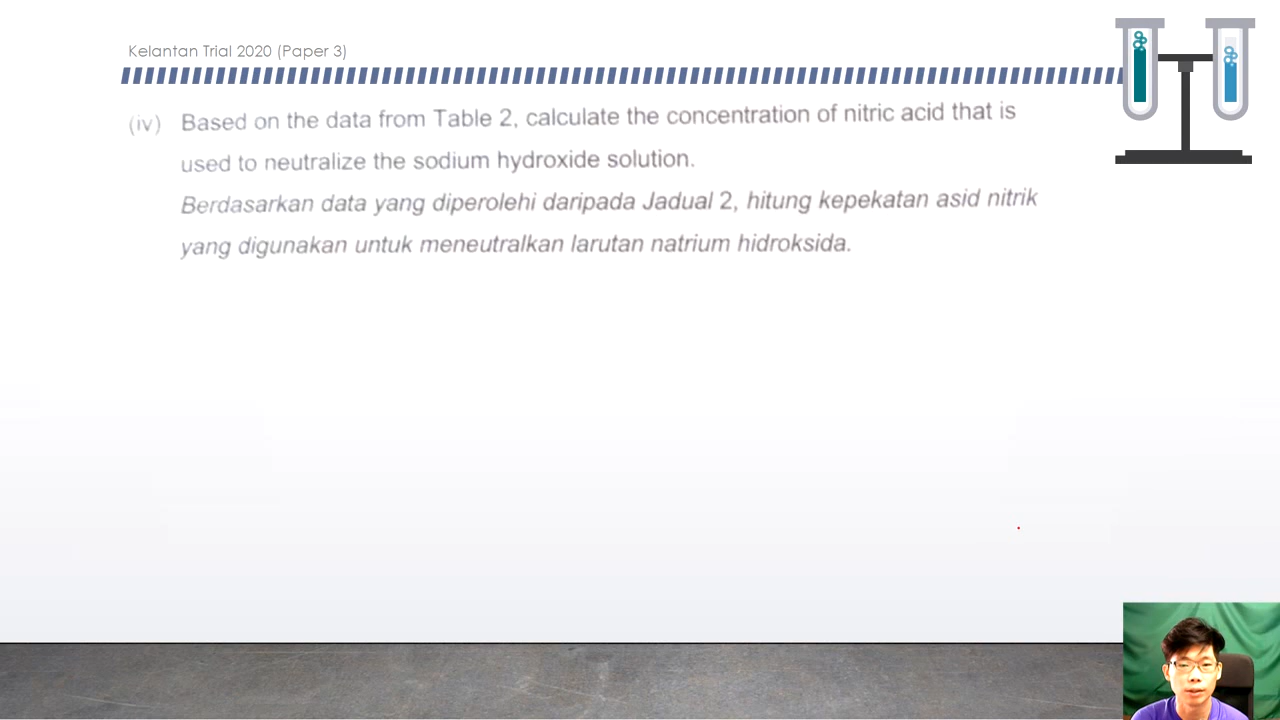 Kelantan Trial 2020 (Paper 3)
(iv) Based on the data from Table 2, calculate the concentration of nitric acid that is
used to neutralize the sodium hydroxide solution.
Berdasarkan data yang diperolehi daripada Jadual 2, hitung kepekatan asid nitrik
yang digunakan untuk meneutralkan larutan natrium hidroksida.